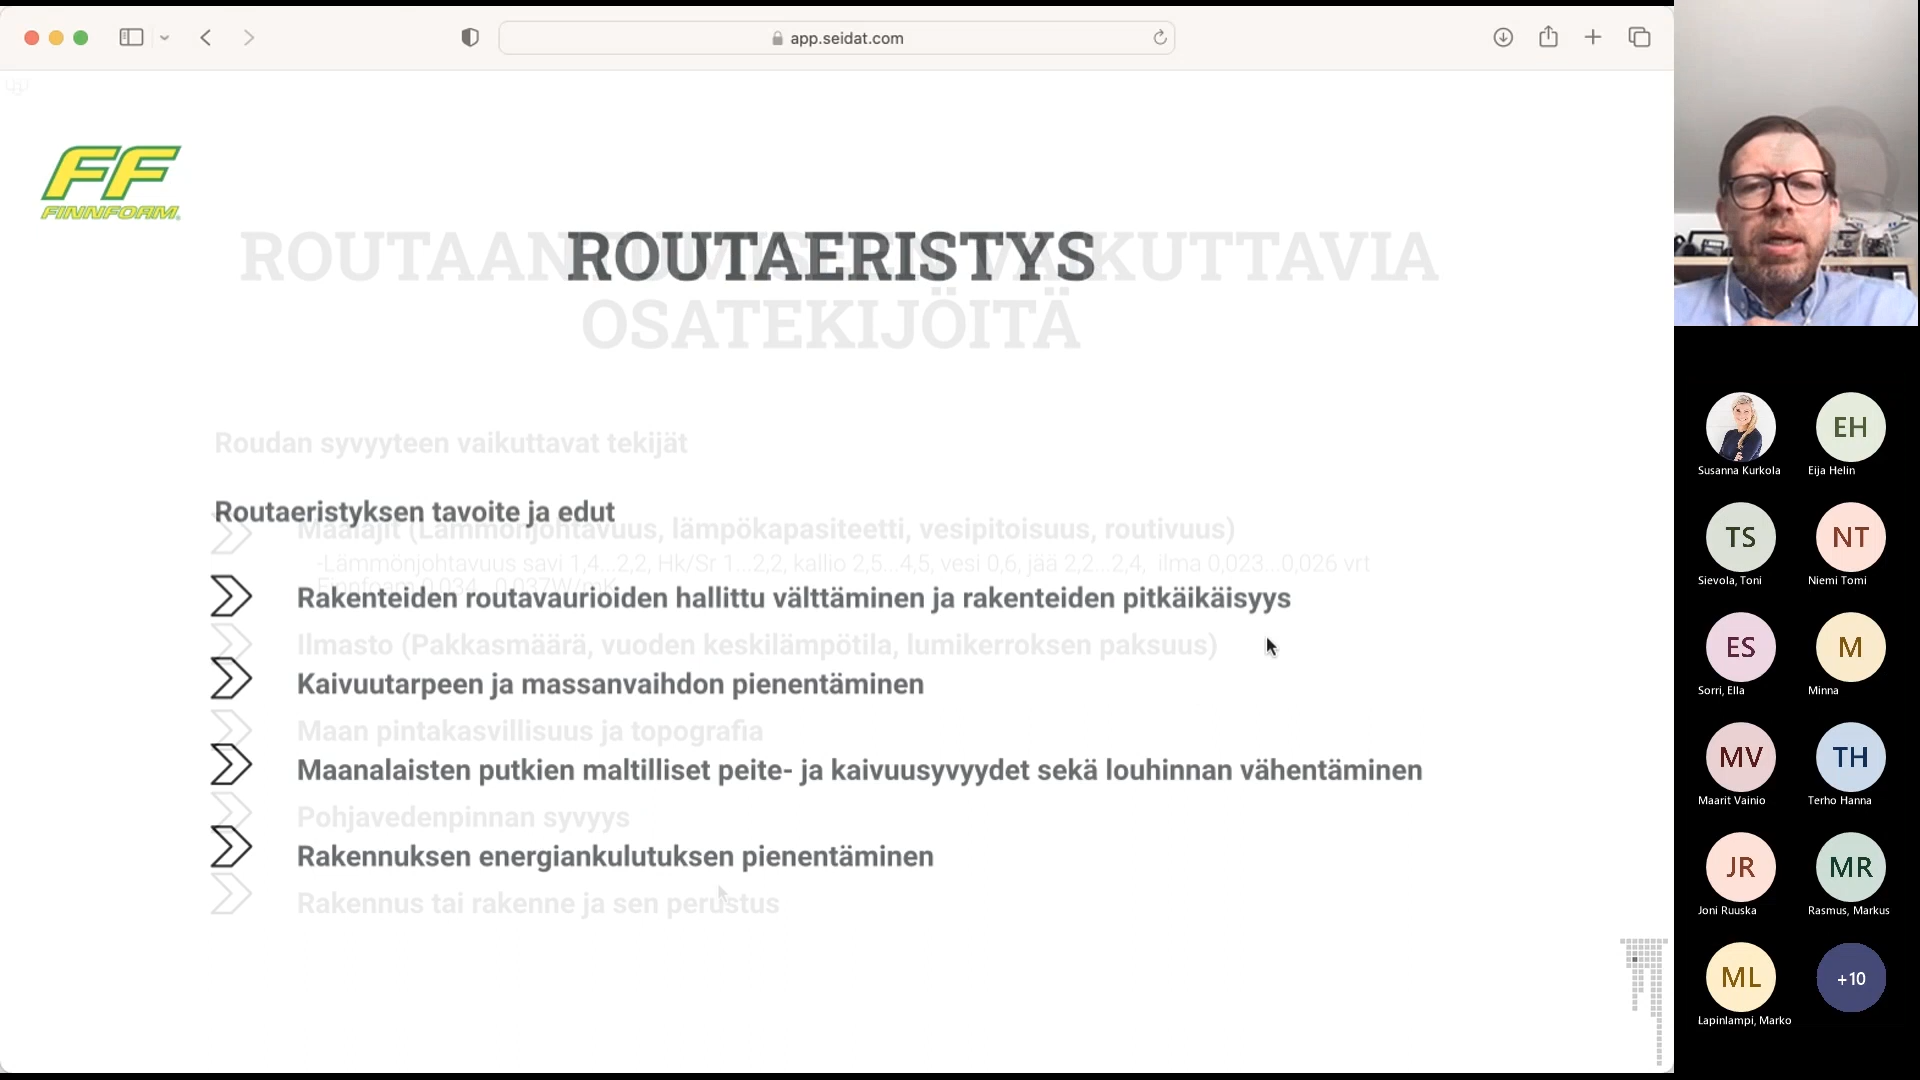 app.seidat.com
FF
FINNFOAM
ROUTAERISTYS
OSATEKIJÖITÄ
Roudan syvyyteen vaikuttavat tekijät
Routaeristyksen tavoite ja edut
Maalajit (Lämmönjohtavuus, lämpökapasiteetti, vesipitoisuus, routivuus)
-Lämmönjohtavuus savi 1,4...2,2, Hk/Sr 1...2,2, kallio 2,5...4,5, vesi 0,6, jää 2,2...2,4, ilma 0,023...0,026 vrt
Finnfoam 0,034...0,037W/mK
Rakenteiden routavaurioiden hallittu välttäminen ja rakenteiden pitkäikäisyys
Ilmasto (Pakkasmäärä, vuoden keskilämpötila, lumikerroksen paksuus)
Kaivuutarpeen ja massanvaihdon pienentäminen
Maan pintakasvillisuus ja topografia
Maanalaisten putkien maltilliset peite- ja kaivuusyvyydet sekä louhinnan vähentäminen
Pohjavedenpinnan syvyys
Rakennuksen energiankulutuksen pienentäminen
Rakennus tai rakenne ja sen perustus
Susanna Kurkola
EH
Eija Helin
TS
Sievola, Toni
NT
Niemi Tomi
ES
Sorri, Ella
M
Minna
MV
Maarit Vainio
TH
Terho Hanna
JR
Joni Ruuska
MR
Rasmus, Markus
ML
Lapinlampi, Marko
+10